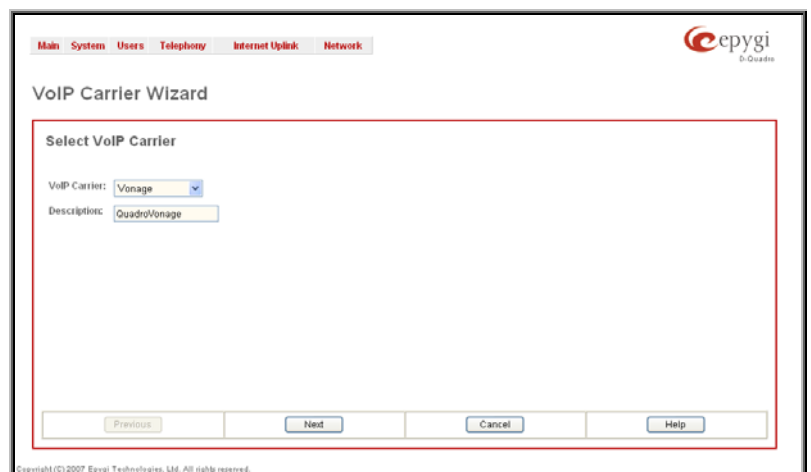 Main System Users Telephony Internet Uplink Network
epygi
D-Quadro
VoIP Carrier Wizard
Select VoIP Carrier
VoIP Carrier: Vonage
Description: QuadroVonage
Previous Next Cancel Help
Copyright (C) 2007 Epygi Technologies, Ltd. All rights reserved.